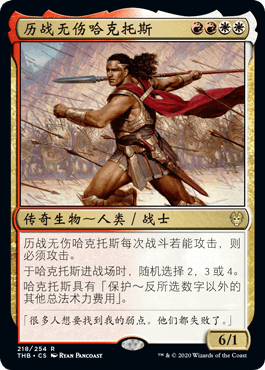 历战无伤哈克托斯
传奇生物～人类／战士
历战无伤哈克托斯每次战斗若能攻击，则
必须攻击。
于哈克托斯进战场时，随机选择2，3或4。
哈克托斯具有「保护～反所选数字以外的
其他总法术力费用」。
「很多人想要找到我的弱点。他们都失败了。」
6/1
218/254 R
THB • CS RYAN PANCOAST
™ & © 2020 Wizards of the Coast